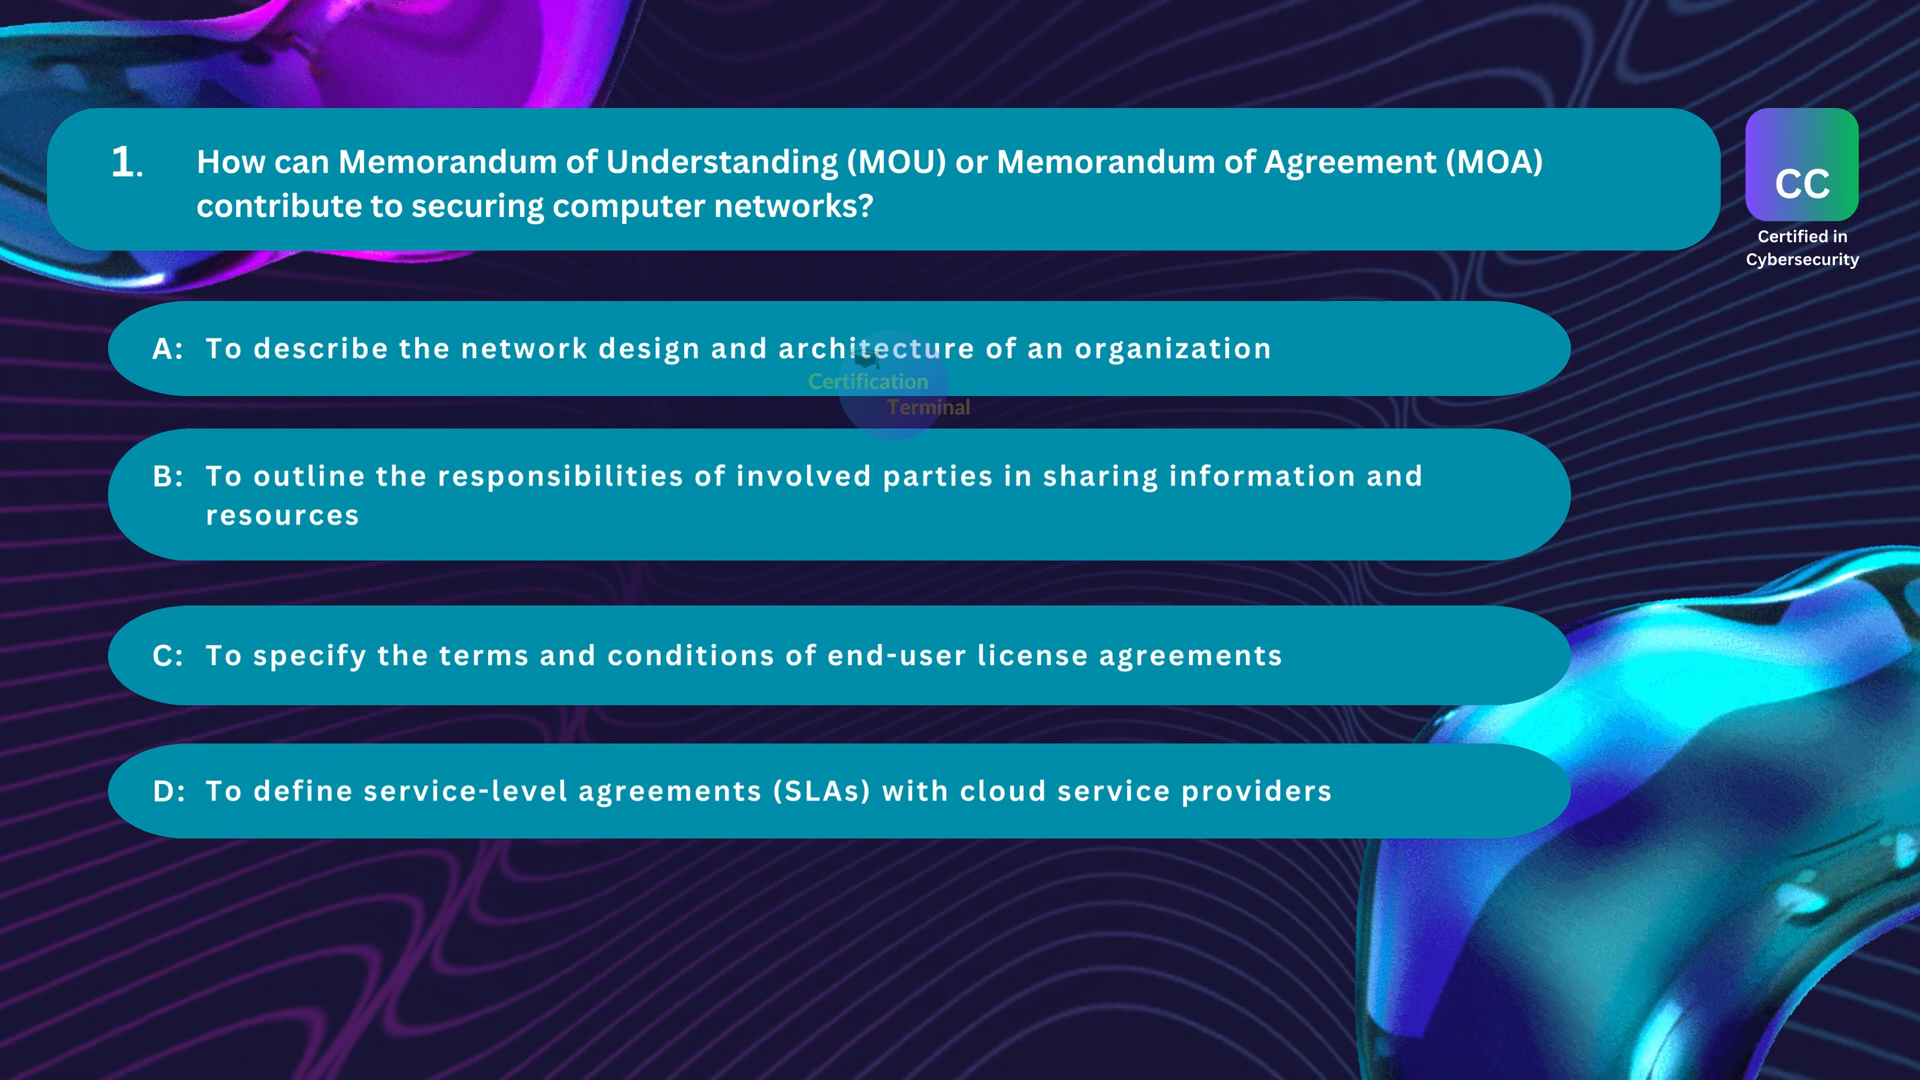 1. How can Memorandum of Understanding (MOU) or Memorandum of Agreement (MOA)
contribute to securing computer networks?
CC
Certified in
Cybersecurity
A: To describe the network design and architecture of an organization
Certification
Terminal
B: To outline the responsibilities of involved parties in sharing information and
resources
C: To specify the terms and conditions of end-user license agreements
D: To define service-level agreements (SLAs) with cloud service providers